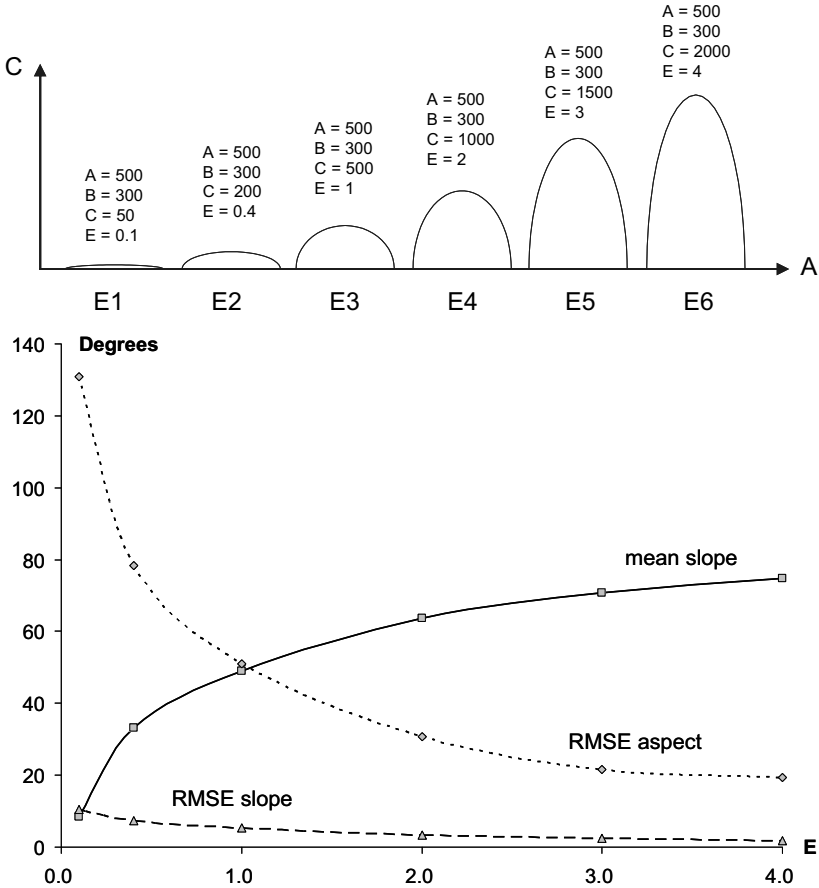 C
A = 500
B = 300
C = 50
E = 0.1
A = 500
B = 300
C = 200
E = 0.4
A = 500
B = 300
C = 500
E = 1
A = 500
B = 300
C = 1000
E = 2
A = 500
B = 300
C = 1500
E = 3
A = 500
B = 300
C = 2000
E = 4
A
E1 E2 E3 E4 E5 E6
Degrees
140
120
100
80
60
40
20
0
mean slope
RMSE aspect
RMSE slope
E
0.0 1.0 2.0 3.0 4.0